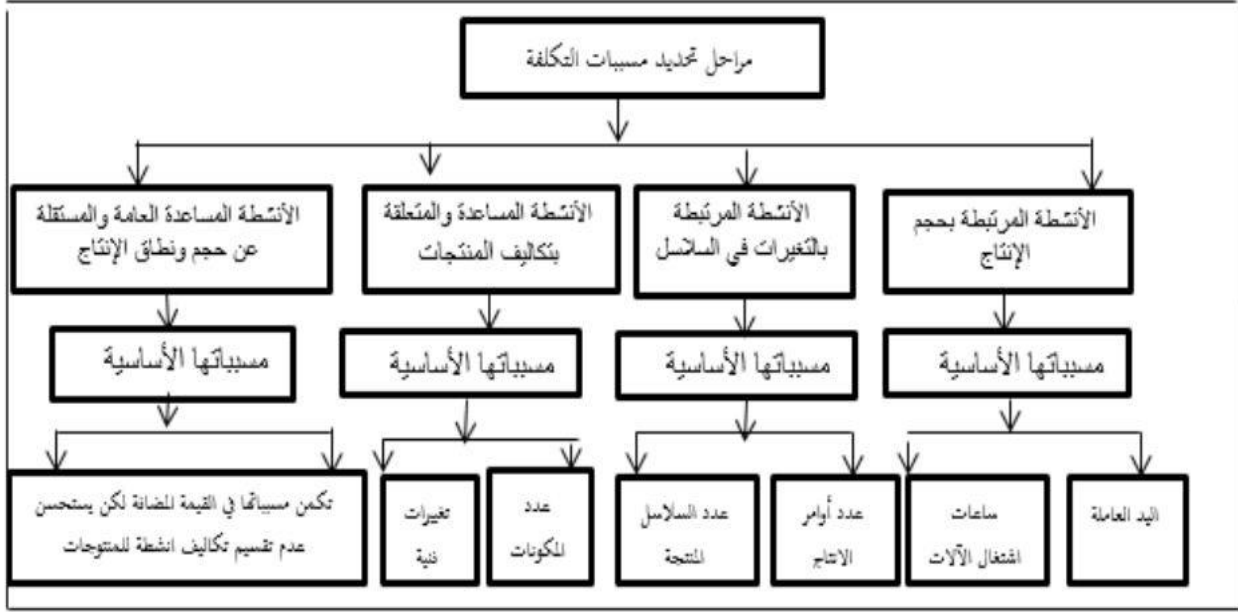 مراحل تحديد مسببات التكلفة
الأنشطة المرتبطة بحجم
الإنتاج
الأنشطة المرتبطة
بالتغيرات في السلاسل
الأنشطة المساعدة والمتعلقة
بتكاليف المنتجات
الأنشطة المساعدة العامة والمستقلة
عن حجم ونطاق الإنتاج
مسبباتها الأساسية
مسبباتها الأساسية
مسبباتها الأساسية
مسبباتها الأساسية
اليد العاملة
ساعات
اشتغال الآلات
عدد أوامر
الانتاج
عدد السلاسل
المنتجة
عدد
المكونات
تغيرات
فنية
تكمن مسبباتها في القيمة المضافة لكن يستحسن
عدم تقسيم تكاليف انشطة للمنتوجات